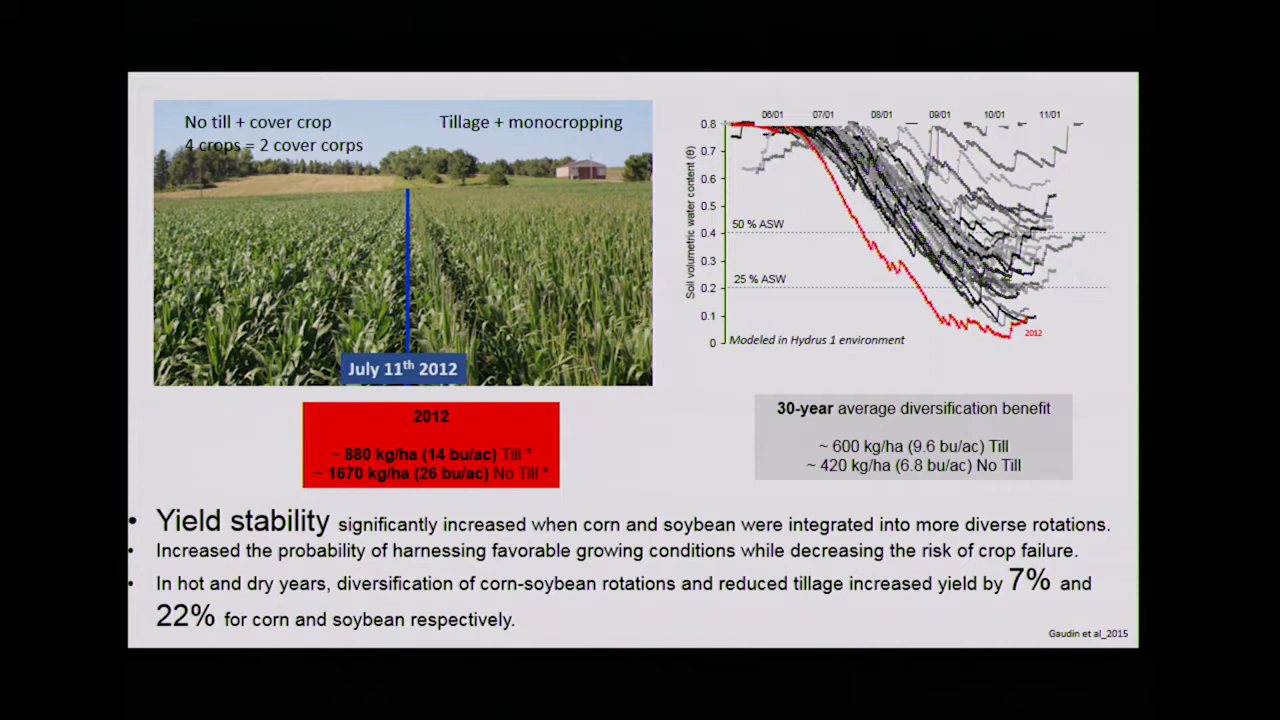 No till + cover crop
4 crops = 2 cover corps
Tillage + monocropping
July 11th 2012
06/01 07/01 08/01 09/01 10/01 11/01
Soil volumetric water content (θ)
0.8
0.7
0.6
0.5
0.4
0.3
0.2
0.1
0
50 % ASW
25 % ASW
Modeled in Hydrus 1 environment
2012
2012
~ 880 kg/ha (14 bu/ac) Till *
~ 1670 kg/ha (26 bu/ac) No Till *
30-year average diversification benefit
~ 600 kg/ha (9.6 bu/ac) Till
~ 420 kg/ha (6.8 bu/ac) No Till
• Yield stability significantly increased when corn and soybean were integrated into more diverse rotations.
• Increased the probability of harnessing favorable growing conditions while decreasing the risk of crop failure.
• In hot and dry years, diversification of corn-soybean rotations and reduced tillage increased yield by 7% and
22% for corn and soybean respectively.
Gaudin et al_2015